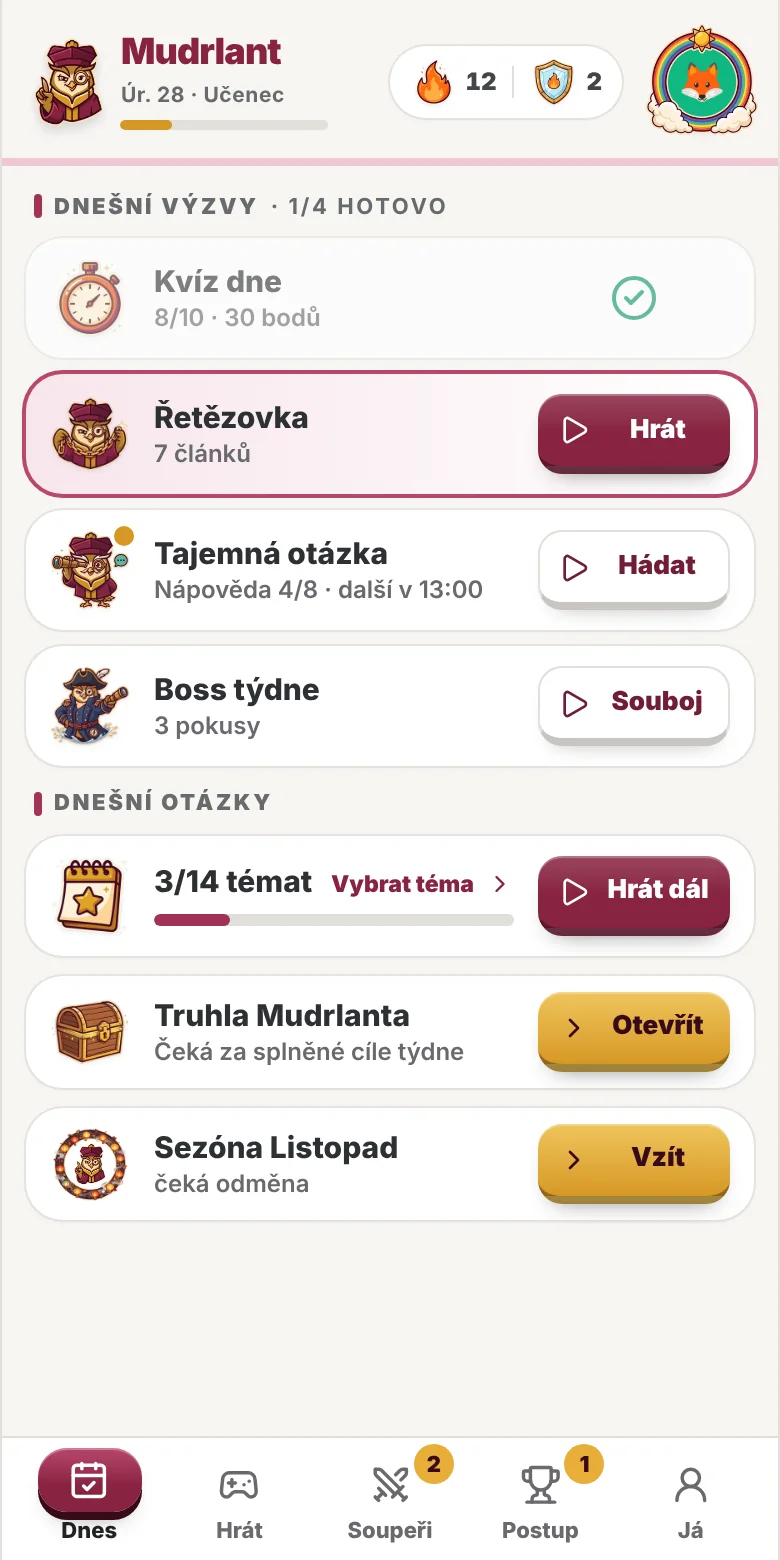 Mudrlant
Úr. 28 · Učenec
12
2
DNEŠNÍ VÝZVY · 1/4 HOTOVO
Kvíz dne
8/10 · 30 bodů
Řetězovka
7 článků
Hrát
Tajemná otázka
Nápověda 4/8 · další v 13:00
Hádat
Boss týdne
3 pokusy
Souboj
DNEŠNÍ OTÁZKY
3/14 témat Vybrat téma
Hrát dál
Truhla Mudrlanta
Čeká za splněné cíle týdne
Otevřít
Sezóna Listopad
čeká odměna
Vzít
2
1
Dnes
Hrát
Soupeři
Postup
Já